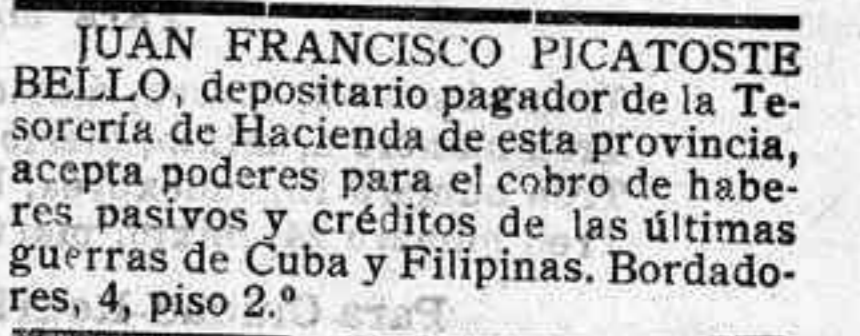 JUAN FRANCISCO PICATOSTE
BELLO, depositario pagador de la Te-
sorería de Hacienda de esta provincia,
acepta poderes para el cobro de habe-
res pasivos y créditos de las últimas
guerras de Cuba y Filipinas. Bordado-
res, 4, piso 2.º